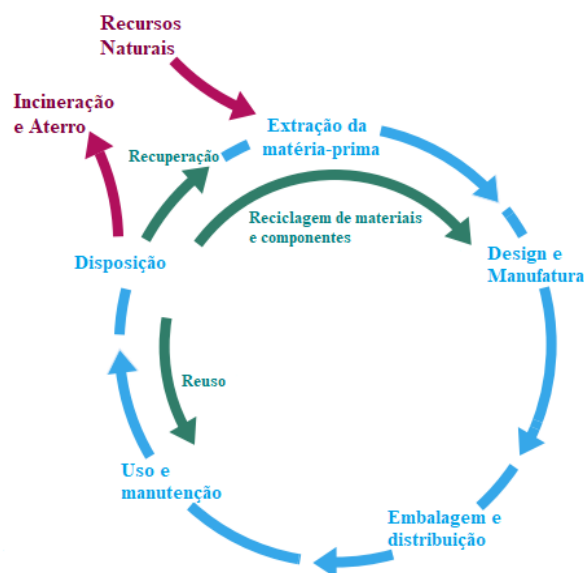 Recursos
Naturais
Incineração
e Aterro
Extração da
matéria-prima
Recuperação
Reciclagem de materiais
e componentes
Design e
Manufatura
Disposição
Reuso
Uso e
manutenção
Embalagem e
distribuição